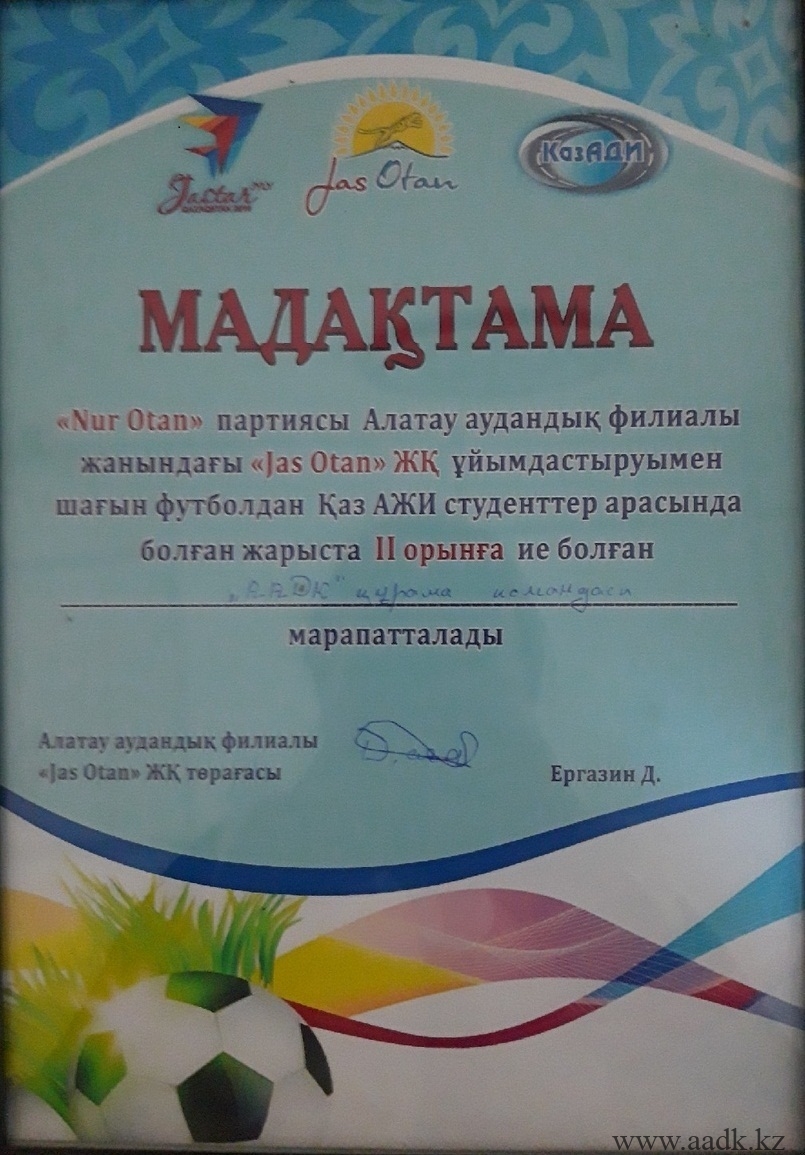 Jastar
Jas Otan
КазАДИ
МАДАҚТАМА
«Nur Otan» партиясы Алатау аудандық филиалы
жанындағы «Jas Otan» ЖҚ ұйымдастыруымен
шағын футболдан Қаз АЖИ студенттер арасында
болған жарыста II орынға ие болған
"ААДК" құрама командасы
марапатталады
Алатау аудандық филиалы
«Jas Otan» ЖҚ төрағасы
Ергазин Д.
www.aadk.kz